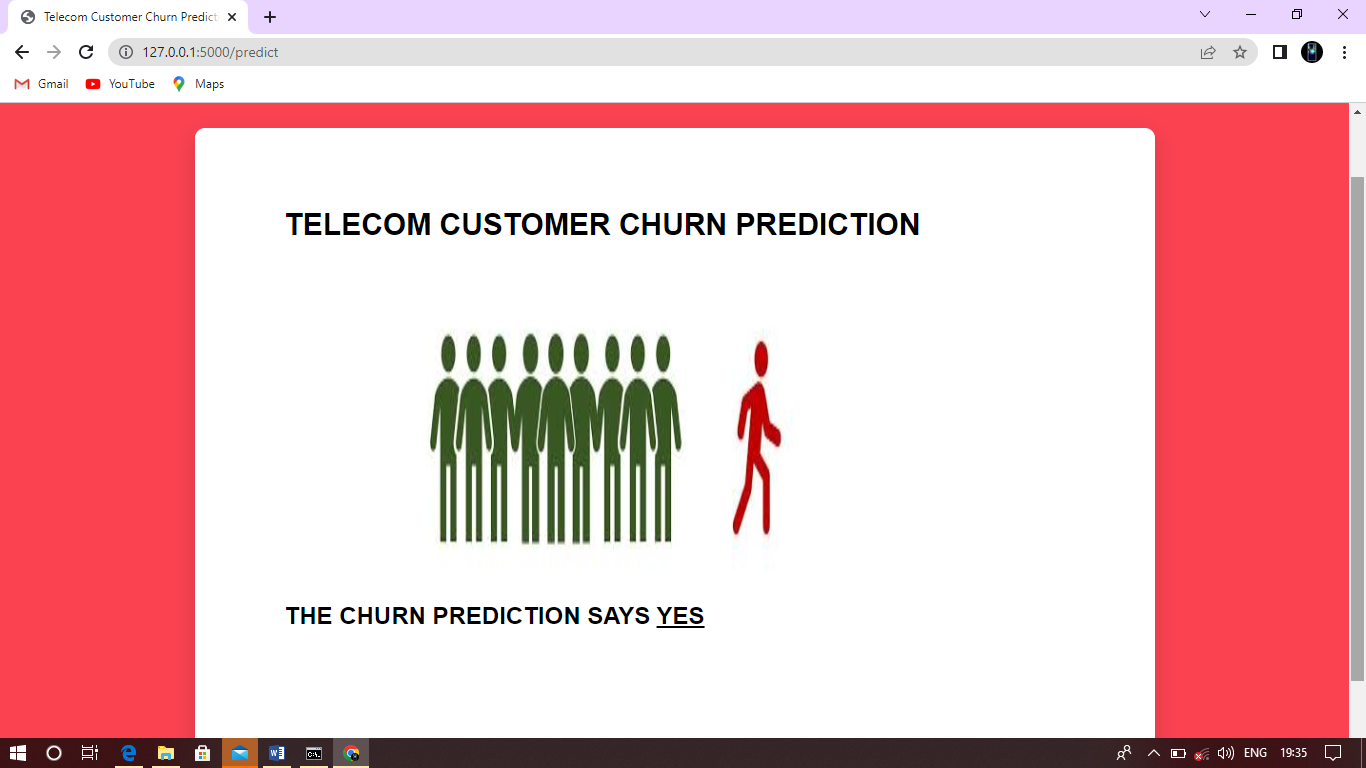 Telecom Customer Churn Predict
127.0.0.1:5000/predict
Gmail YouTube Maps
TELECOM CUSTOMER CHURN PREDICTION
THE CHURN PREDICTION SAYS YES
ENG 19:35